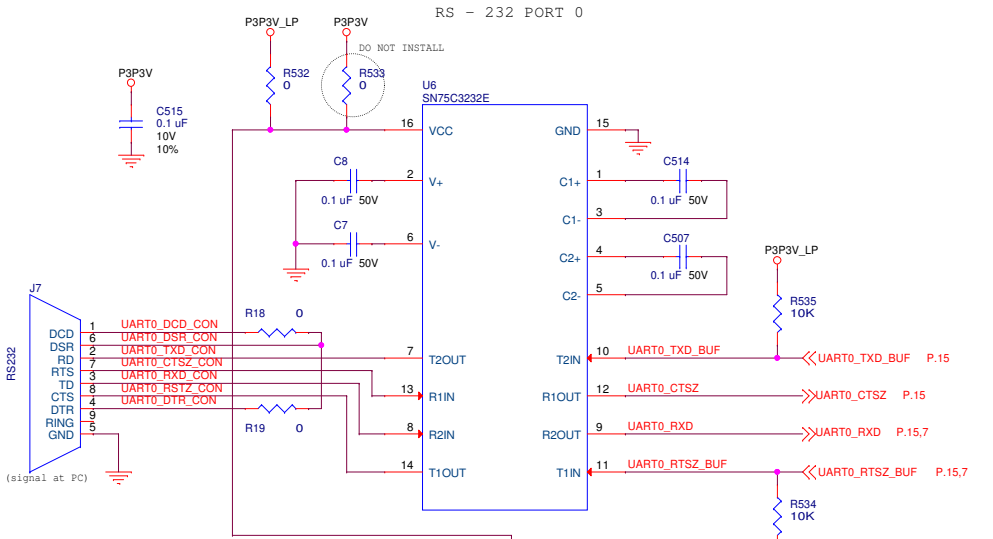 RS - 232 PORT 0
P3P3V_LP
P3P3V
DO NOT INSTALL
R532
0
R533
0
P3P3V
C515
0.1 uF
10V
10%
U6
SN75C3232E
16
VCC
GND
15
C8
2
V+
0.1 uF 50V
C7
6
V-
0.1 uF 50V
C1+
1
C514
0.1 uF 50V
C1-
3
C2+
4
C507
0.1 uF 50V
C2-
5
P3P3V_LP
R535
10K
J7
RS232
DCD
1
UART0_DCD_CON
DSR
6
UART0_DSR_CON
RD
2
UART0_TXD_CON
RTS
7
UART0_CTSZ_CON
TD
3
UART0_RXD_CON
CTS
8
UART0_RSTZ_CON
DTR
4
UART0_DTR_CON
RING
9
GND
5
(signal at PC)
R18
0
R19
0
7
T2OUT
13
R1IN
8
R2IN
14
T1OUT
T2IN
10
UART0_TXD_BUF
UART0_TXD_BUF P.15
R1OUT
12
UART0_CTSZ
UART0_CTSZ P.15
R2OUT
9
UART0_RXD
UART0_RXD P.15,7
T1IN
11
UART0_RTSZ_BUF
UART0_RTSZ_BUF P.15,7
R534
10K